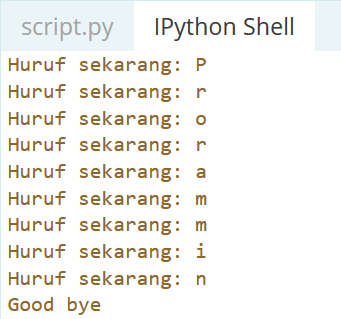 script.py IPython Shell
Huruf sekarang: P
Huruf sekarang: r
Huruf sekarang: o
Huruf sekarang: r
Huruf sekarang: a
Huruf sekarang: m
Huruf sekarang: m
Huruf sekarang: i
Huruf sekarang: n
Good bye